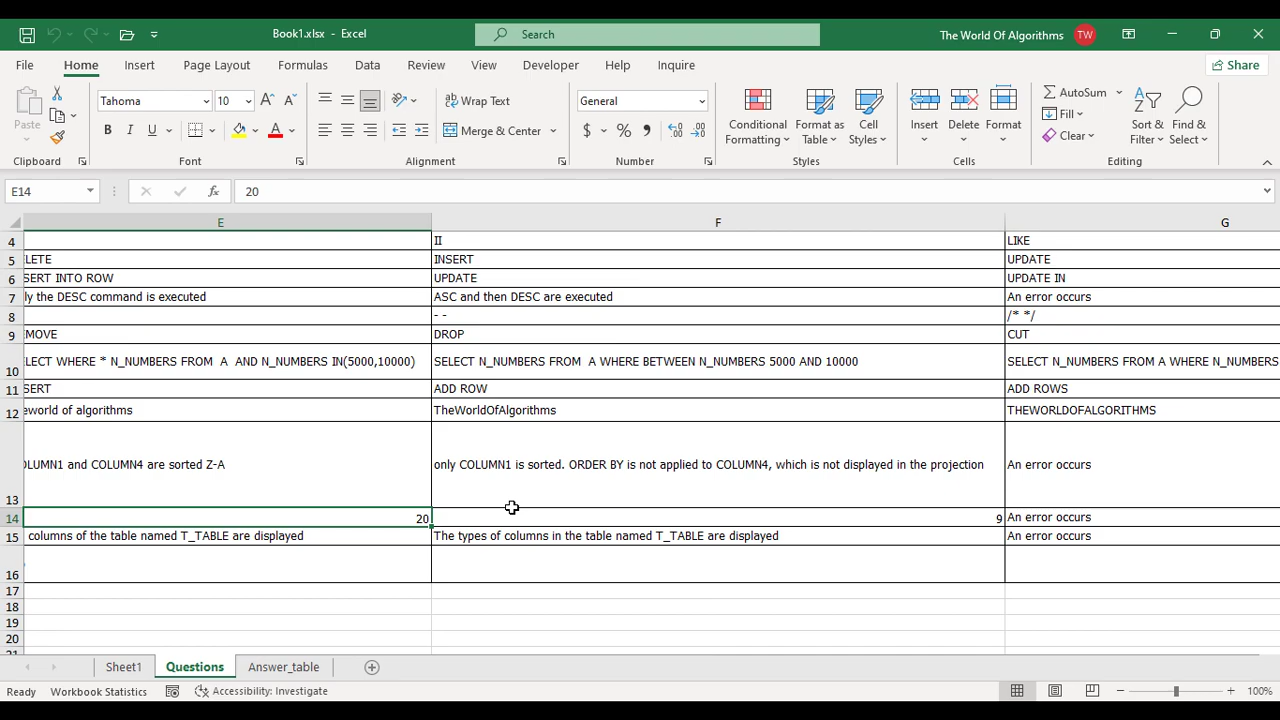 Book1.xlsx - Excel
Search
The World Of Algorithms TW
File Home Insert Page Layout Formulas Data Review View Developer Help Inquire Share
Paste
Clipboard
Tahoma 10
B I U A
Font
Wrap Text
Merge & Center
Alignment
General
$ % ,
Number
Conditional Formatting
Format as Table
Cell Styles
Styles
Insert Delete Format
Cells
AutoSum
Fill
Clear
Sort & Filter
Find & Select
Editing
E14 fx 20
E F G
4 II LIKE
5 LETE INSERT UPDATE
6 SERT INTO ROW UPDATE UPDATE IN
7 ly the DESC command is executed ASC and then DESC are executed An error occurs
8 - - /* */
9 MOVE DROP CUT
10 LECT WHERE * N_NUMBERS FROM A AND N_NUMBERS IN(5000,10000) SELECT N_NUMBERS FROM A WHERE BETWEEN N_NUMBERS 5000 AND 10000 SELECT N_NUMBERS FROM A WHERE N_NUMBERS
11 SERT ADD ROW ADD ROWS
12 eworld of algorithms TheWorldOfAlgorithms THEWORLDOFALGORITHMS
13 OLUMN1 and COLUMN4 are sorted Z-A only COLUMN1 is sorted. ORDER BY is not applied to COLUMN4, which is not displayed in the projection An error occurs
14 20 9 An error occurs
15 columns of the table named T_TABLE are displayed The types of columns in the table named T_TABLE are displayed An error occurs
16
17
18
19
20
21
Sheet1 Questions Answer_table
Ready Workbook Statistics Accessibility: Investigate 100%